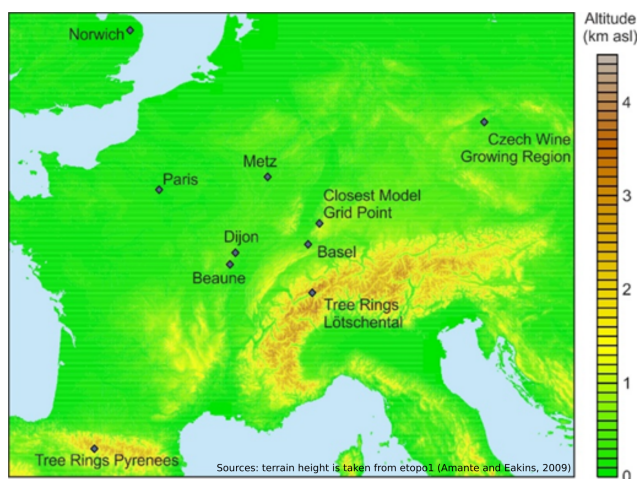 Altitude
(km asl)
Norwich
4
Czech Wine
Growing Region
Metz
Paris
3
Closest Model
Grid Point
Dijon
Basel
Beaune
2
Tree Rings
Lötschental
1
Tree Rings Pyrenees
Sources: terrain height is taken from etopo1 (Amante and Eakins, 2009)
0